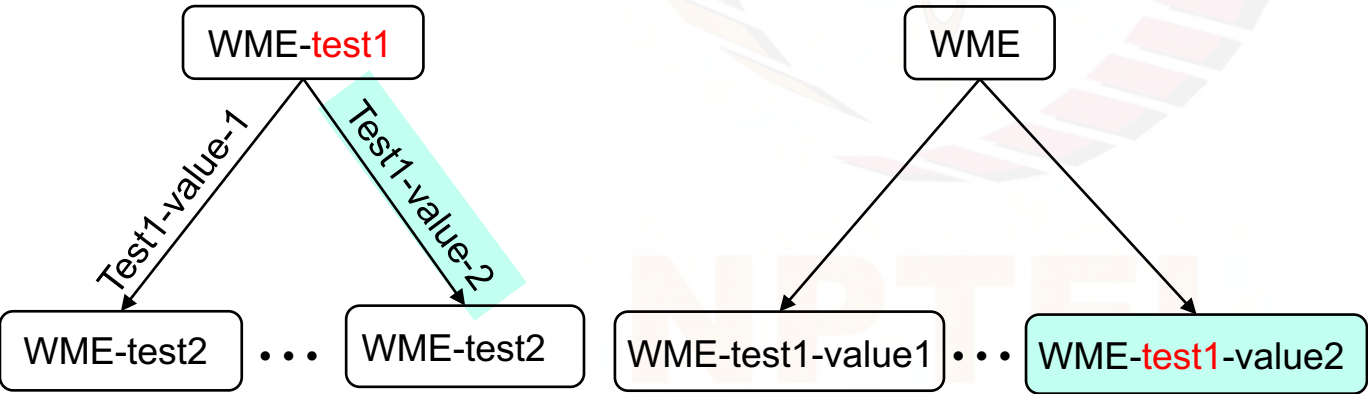 WME-test1
WME
Test1-value-1
Test1-value-2
WME-test2
• • •
WME-test2
WME-test1-value1
• • •
WME-test1-value2
NPTEL